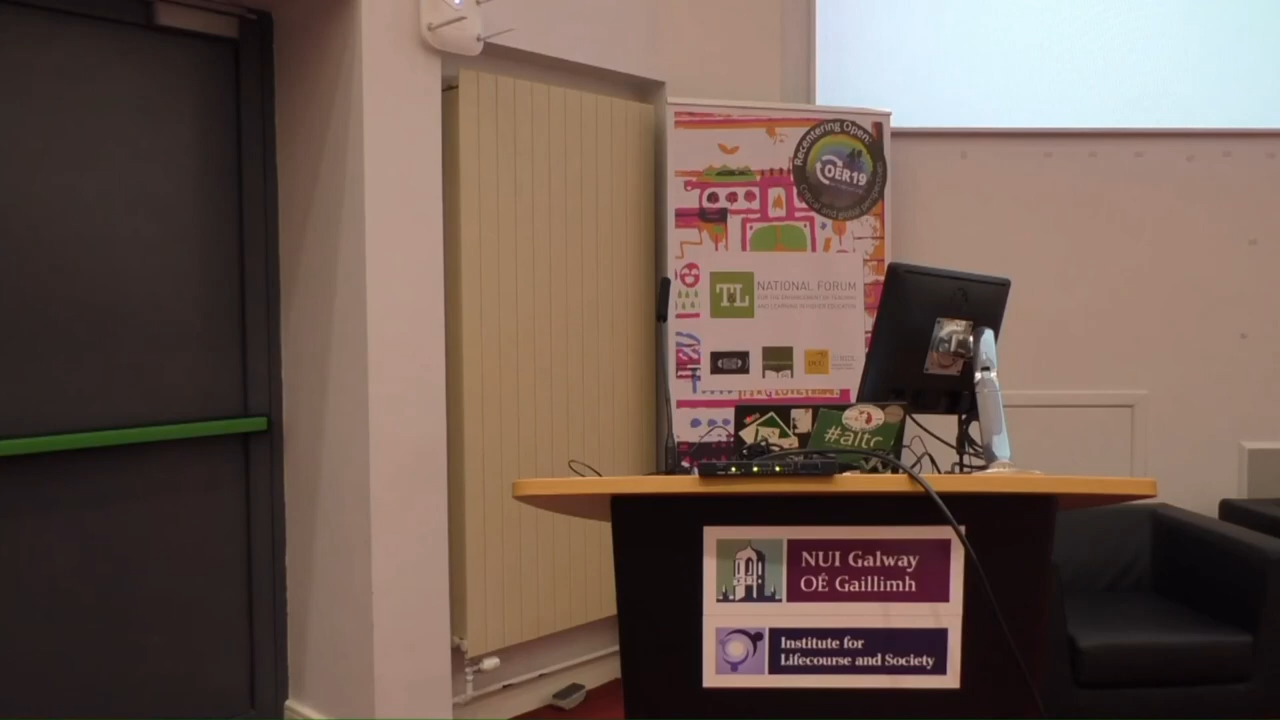 Recentering Open:
OER19
Critical and global perspectives
T&L
NATIONAL FORUM
FOR THE ENHANCEMENT OF TEACHING
AND LEARNING IN HIGHER EDUCATION
DCU
#altc
NUI Galway
OÉ Gaillimh
Institute for
Lifecourse and Society